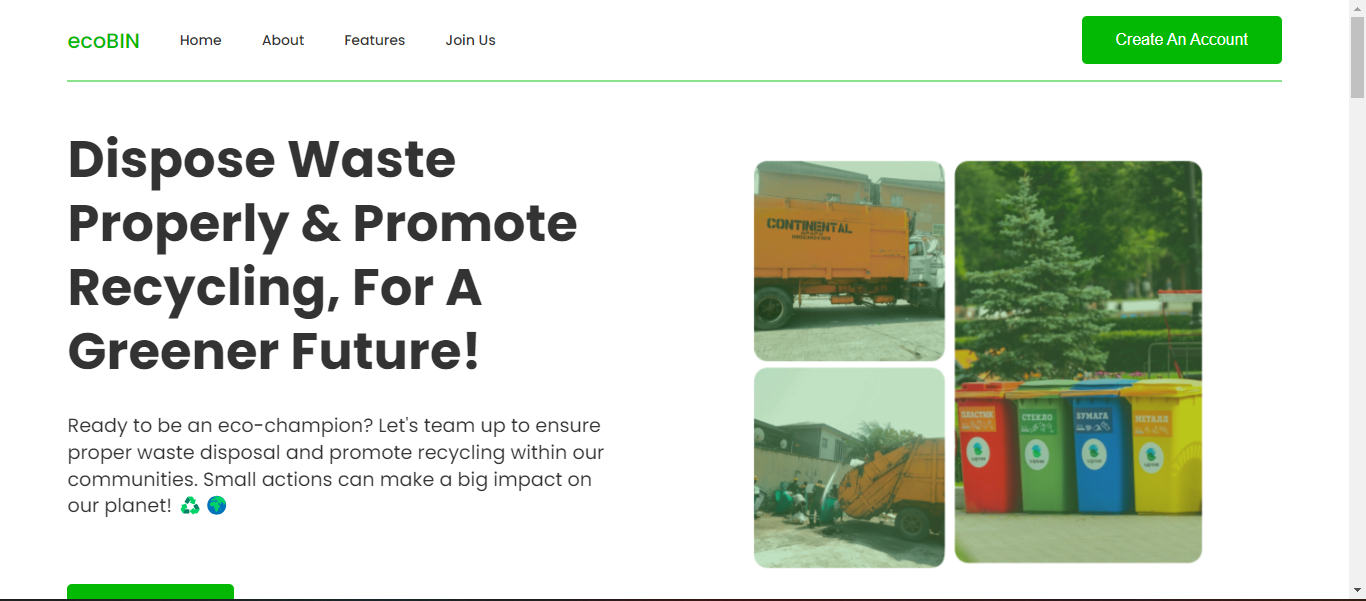 ecoBIN
Home
About
Features
Join Us
Create An Account
Dispose Waste
Properly & Promote
Recycling, For A
Greener Future!
Ready to be an eco-champion? Let's team up to ensure
proper waste disposal and promote recycling within our
communities. Small actions can make a big impact on
our planet! ♻️ 🌍
CONTINENTAL
ПЛАСТИК
СТЕКЛО
БУМАГА
МЕТАЛЛ